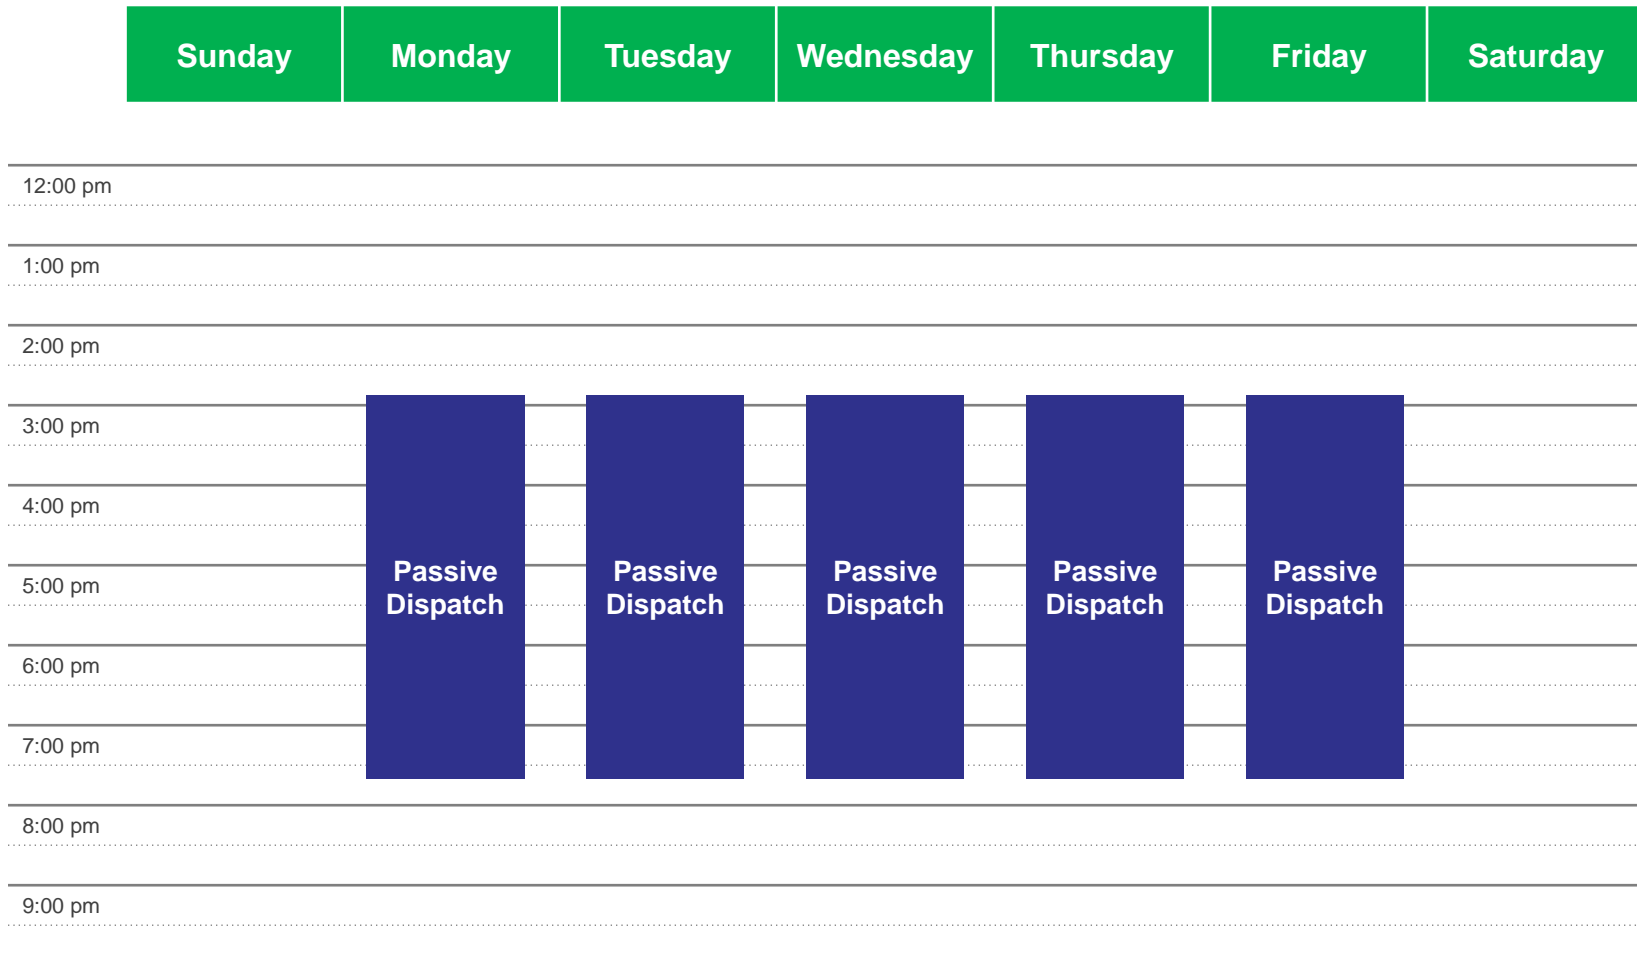 Sunday Monday Tuesday Wednesday Thursday Friday Saturday
12:00 pm
1:00 pm
2:00 pm
3:00 pm
4:00 pm
5:00 pm
6:00 pm
7:00 pm
8:00 pm
9:00 pm
Passive
Dispatch
Passive
Dispatch
Passive
Dispatch
Passive
Dispatch
Passive
Dispatch